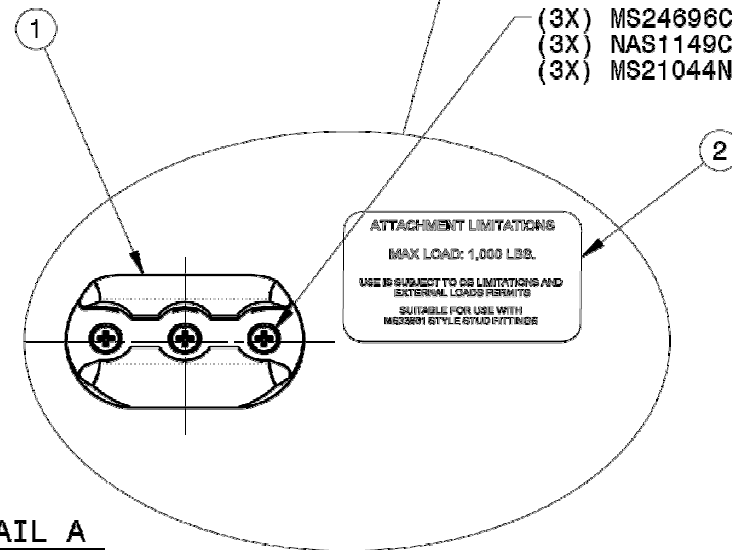 (3X) MS24696C
(3X) NAS1149C
(3X) MS21044N
1
2
ATTACHMENT LIMITATIONS
MAX LOAD: 1,000 LBS.
USE IS SUBJECT TO CG LIMITATIONS AND
EXTERNAL LOADS PERMITS
SUITABLE FOR USE WITH
STYLE STUD FITTINGS
AIL A